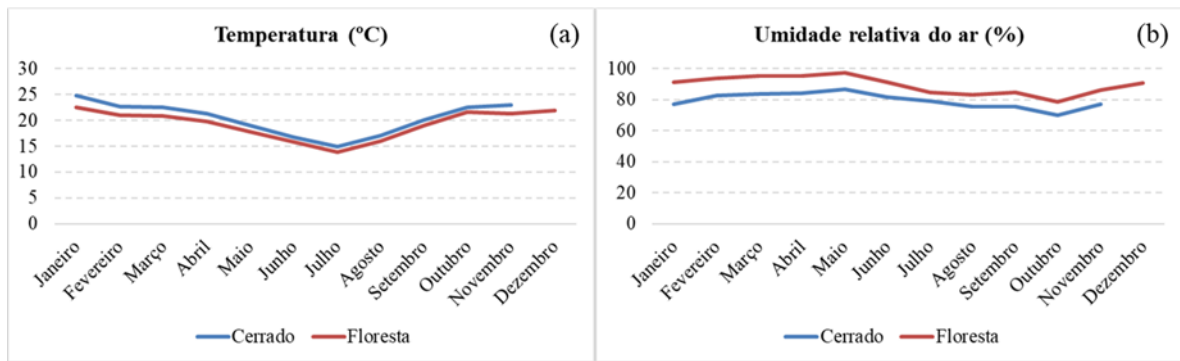 Temperatura (ºC)
(a)
30
25
20
15
10
5
0
Janeiro
Fevereiro
Março
Abril
Maio
Junho
Julho
Agosto
Setembro
Outubro
Novembro
Dezembro
Cerrado
Floresta
Umidade relativa do ar (%)
(b)
100
80
60
40
20
0
Janeiro
Fevereiro
Março
Abril
Maio
Junho
Julho
Agosto
Setembro
Outubro
Novembro
Dezembro
Cerrado
Floresta